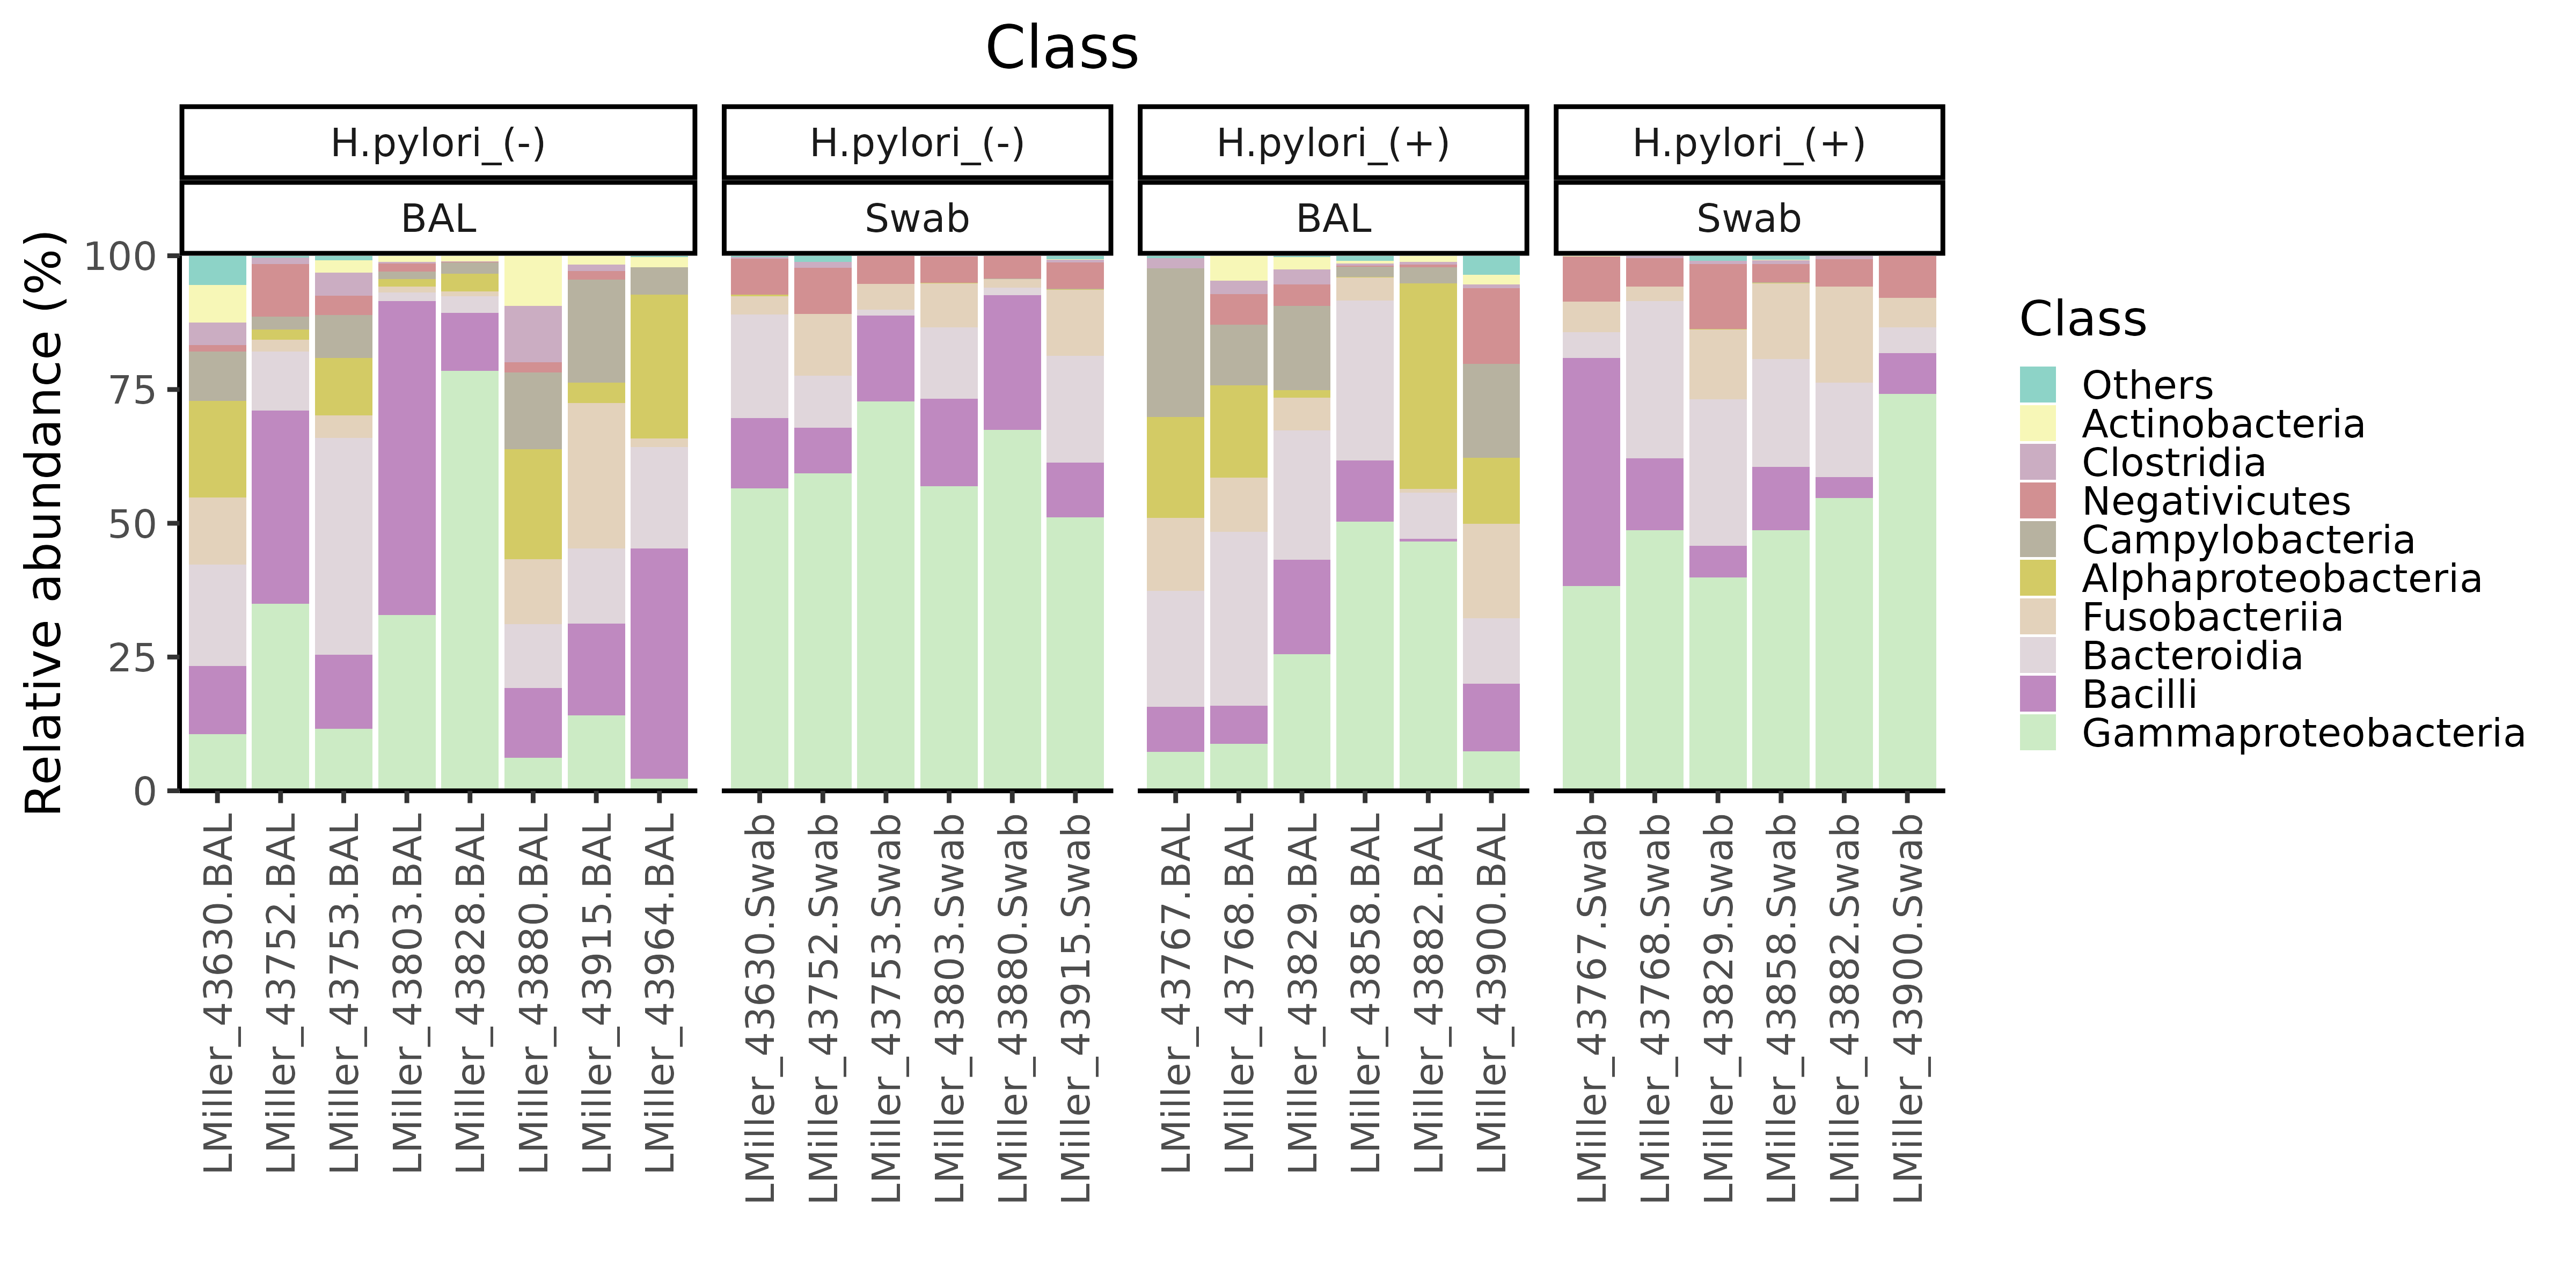 Class
H.pylori_(-)
H.pylori_(-)
H.pylori_(+)
H.pylori_(+)
BAL
Swab
BAL
Swab
Relative abundance (%)
100
75
50
25
0
LMiller_43630.BAL
LMiller_43752.BAL
LMiller_43753.BAL
LMiller_43803.BAL
LMiller_43828.BAL
LMiller_43880.BAL
LMiller_43915.BAL
LMiller_43964.BAL
LMiller_43630.Swab
LMiller_43752.Swab
LMiller_43753.Swab
LMiller_43803.Swab
LMiller_43880.Swab
LMiller_43915.Swab
LMiller_43767.BAL
LMiller_43768.BAL
LMiller_43829.BAL
LMiller_43858.BAL
LMiller_43882.BAL
LMiller_43900.BAL
LMiller_43767.Swab
LMiller_43768.Swab
LMiller_43829.Swab
LMiller_43858.Swab
LMiller_43882.Swab
LMiller_43900.Swab
Class
Others
Actinobacteria
Clostridia
Negativicutes
Campylobacteria
Alphaproteobacteria
Fusobacteriia
Bacteroidia
Bacilli
Gammaproteobacteria